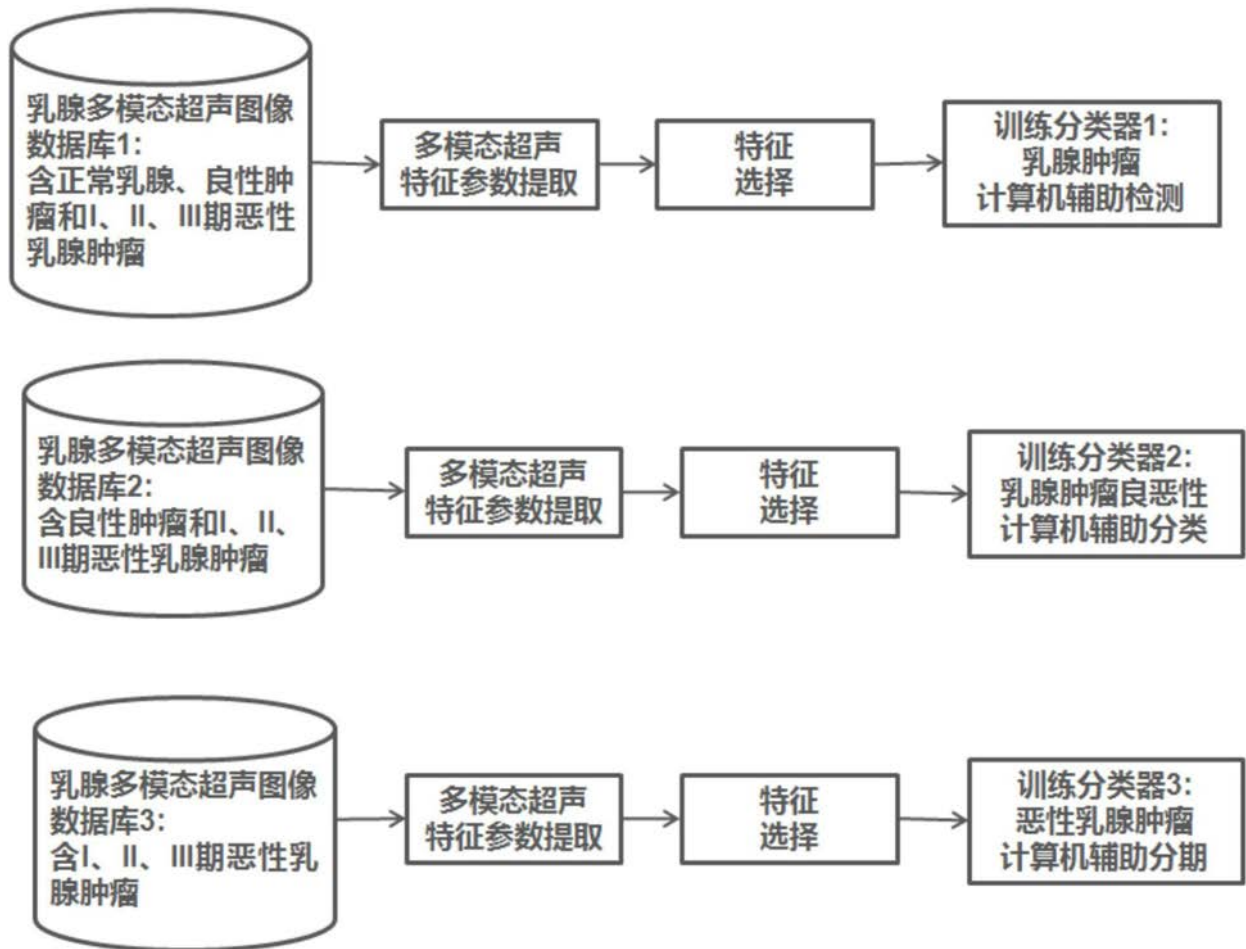 乳腺多模态超声图像
数据库1:
含正常乳腺、良性肿
瘤和I、II、III期恶性
乳腺肿瘤
多模态超声
特征参数提取
特征
选择
训练分类器1:
乳腺肿瘤
计算机辅助检测
乳腺多模态超声图像
数据库2:
含良性肿瘤和I、II、
III期恶性乳腺肿瘤
多模态超声
特征参数提取
特征
选择
训练分类器2:
乳腺肿瘤良恶性
计算机辅助分类
乳腺多模态超声图像
数据库3:
含I、II、III期恶性乳
腺肿瘤
多模态超声
特征参数提取
特征
选择
训练分类器3:
恶性乳腺肿瘤
计算机辅助分期